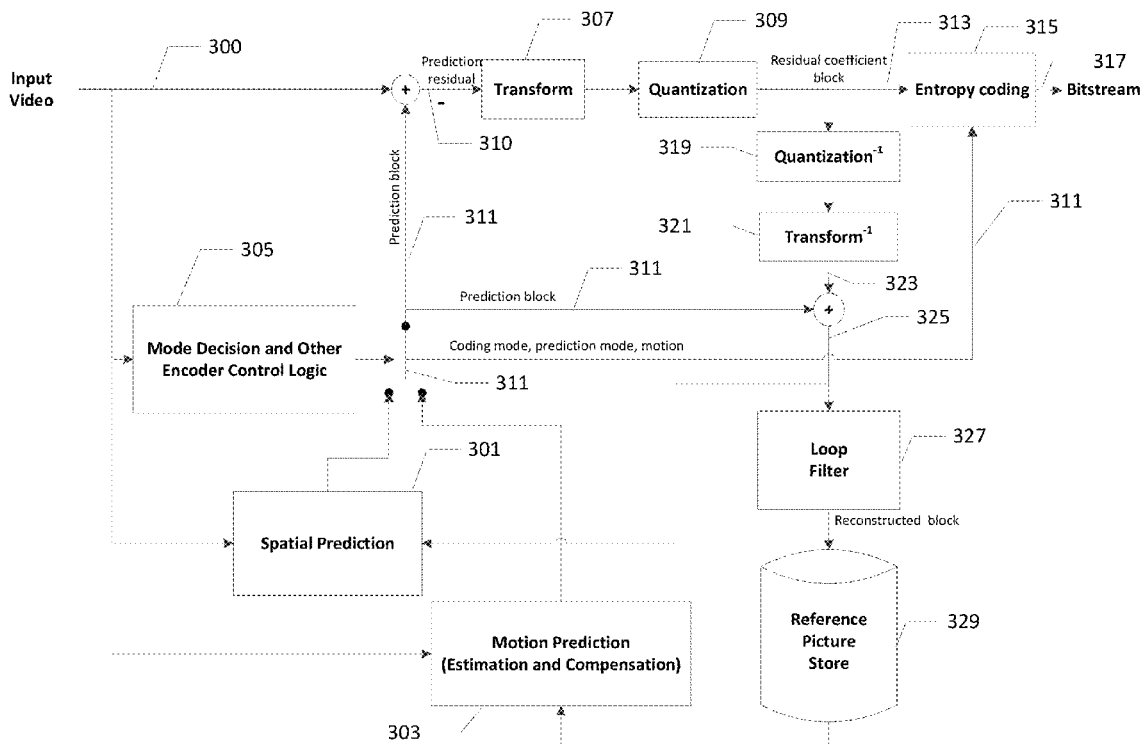 307
309
313
315
300
317
Input
Video
Prediction
residual
Residual coefficient
block
Transform
Quantization
Entropy coding
Bitstream
+
-
310
319
Quantization-1
Prediction block
311
321
Transform-1
311
305
311
323
Prediction block
+
325
Mode Decision and Other
Encoder Control Logic
Coding mode, prediction mode, motion
311
Loop
Filter
327
301
Reconstructed block
Spatial Prediction
Reference
Picture
Store
329
Motion Prediction
(Estimation and Compensation)
303